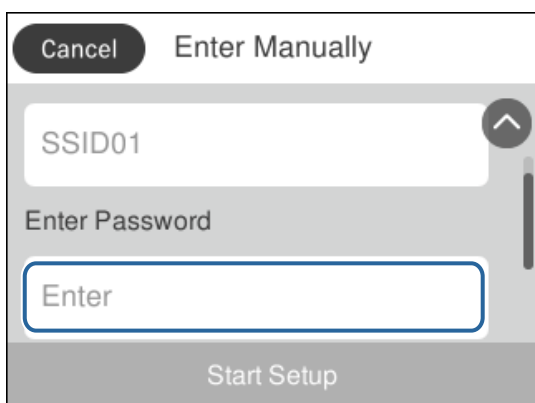 Cancel Enter Manually
SSID01
Enter Password
Enter
Start Setup